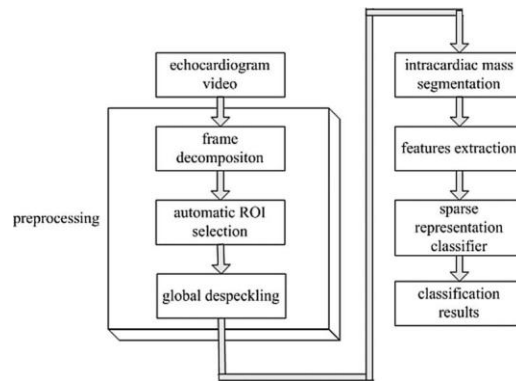 echocardiogram
video
preprocessing
frame
decompositon
automatic ROI
selection
global despeckling
intracardiac mass
segmentation
features extraction
sparse
representation
classifier
classification
results